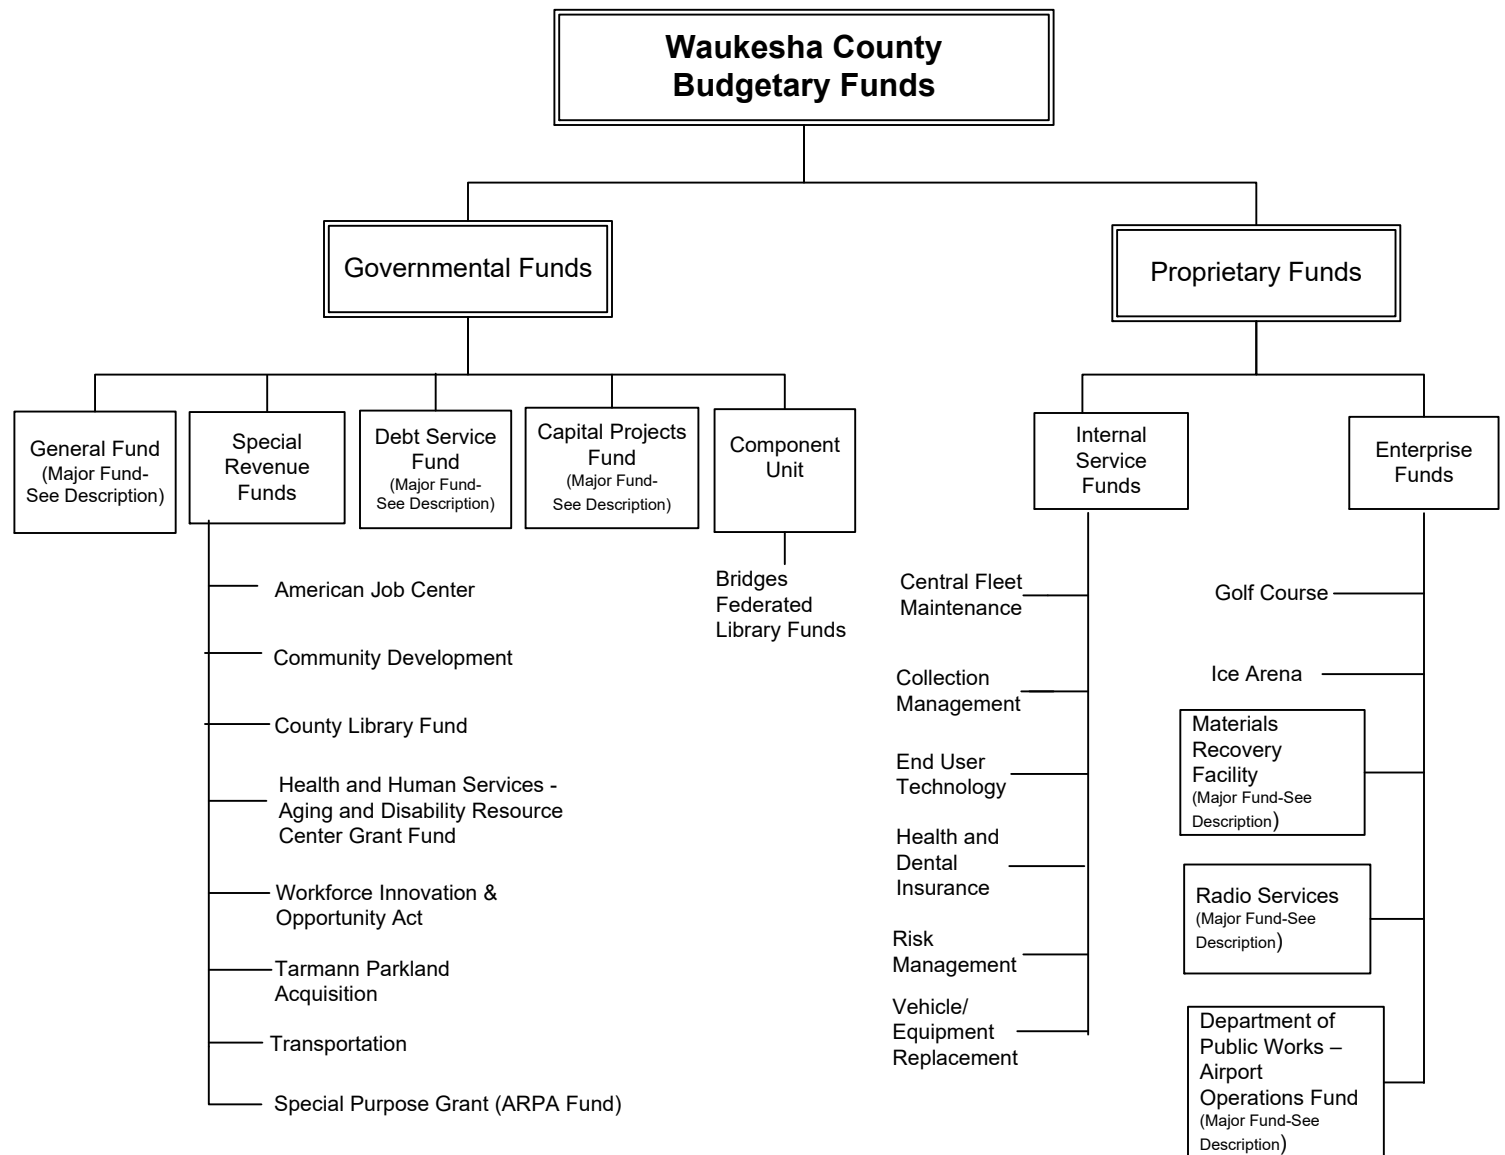 Waukesha County
Budgetary Funds
Governmental Funds
Proprietary Funds
General Fund
(Major Fund-
See Description)
Special
Revenue
Funds
Debt Service
Fund
(Major Fund-
See Description)
Capital Projects
Fund
(Major Fund-
See Description)
Component
Unit
Internal
Service
Funds
Enterprise
Funds
American Job Center
Community Development
County Library Fund
Health and Human Services -
Aging and Disability Resource
Center Grant Fund
Workforce Innovation &
Opportunity Act
Tarmann Parkland
Acquisition
Transportation
Special Purpose Grant (ARPA Fund)
Bridges
Federated
Library Funds
Central Fleet
Maintenance
Collection
Management
End User
Technology
Health and
Dental
Insurance
Risk
Management
Vehicle/
Equipment
Replacement
Golf Course
Ice Arena
Materials
Recovery
Facility
(Major Fund-See
Description)
Radio Services
(Major Fund-See
Description)
Department of
Public Works –
Airport
Operations Fund
(Major Fund-See
Description)